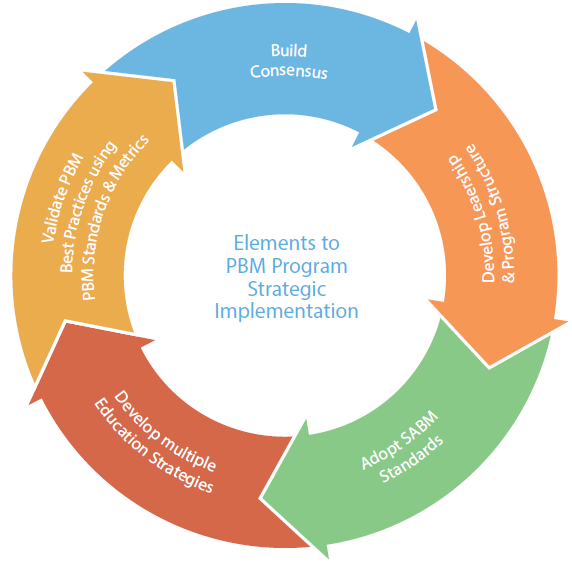 Build
Consensus
Develop Leaership
& Program Structure
Adopt SABM
Standards
Develop multiple
Education Strategies
Validate PBM
Best Practices using
PBM Standards & Metrics
Elements to
PBM Program
Strategic
Implementation